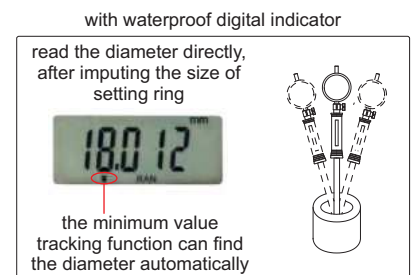 with waterproof digital indicator
read the diameter directly,
after imputing the size of
setting ring
mm
18.012
RAN
the minimum value
tracking function can find
the diameter automatically